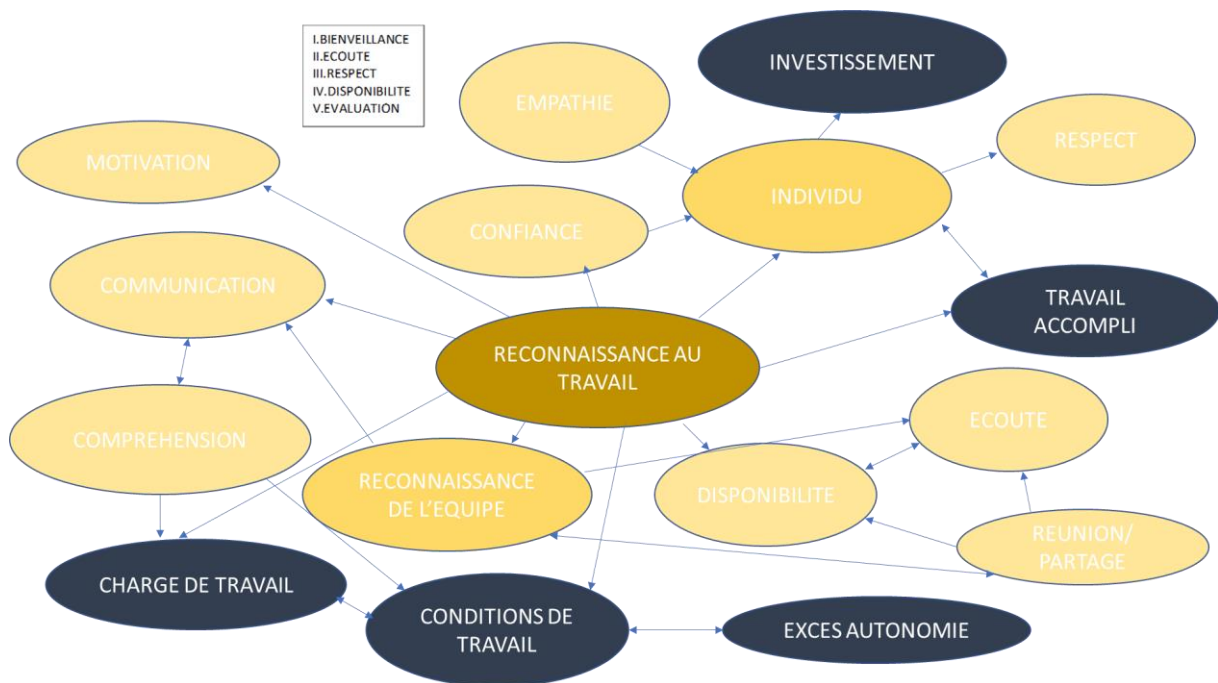 I.BIENVEILLANCE
II.ECOUTE
III.RESPECT
IV.DISPONIBILITE
V.EVALUATION
INVESTISSEMENT
EMPATHIE
RESPECT
MOTIVATION
INDIVIDU
CONFIANCE
COMMUNICATION
TRAVAIL
ACCOMPLI
RECONNAISSANCE AU
TRAVAIL
ECOUTE
COMPREHENSION
RECONNAISSANCE
DE L'EQUIPE
DISPONIBILITE
REUNION/
PARTAGE
CHARGE DE TRAVAIL
CONDITIONS DE
TRAVAIL
EXCES AUTONOMIE